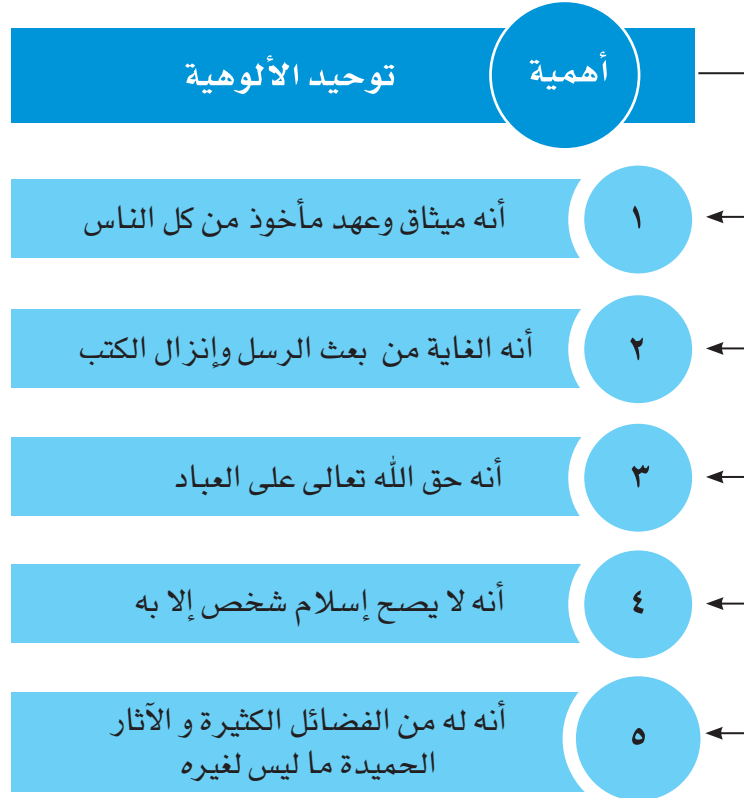 أهمية توحيد الألوهية
١ أنه ميثاق وعهد مأخوذ من كل الناس
٢ أنه الغاية من بعث الرسل وإنزال الكتب
٣ أنه حق الله تعالى على العباد
٤ أنه لا يصح إسلام شخص إلا به
٥ أنه له من الفضائل الكثيرة و الآثار
الحميدة ما ليس لغيره